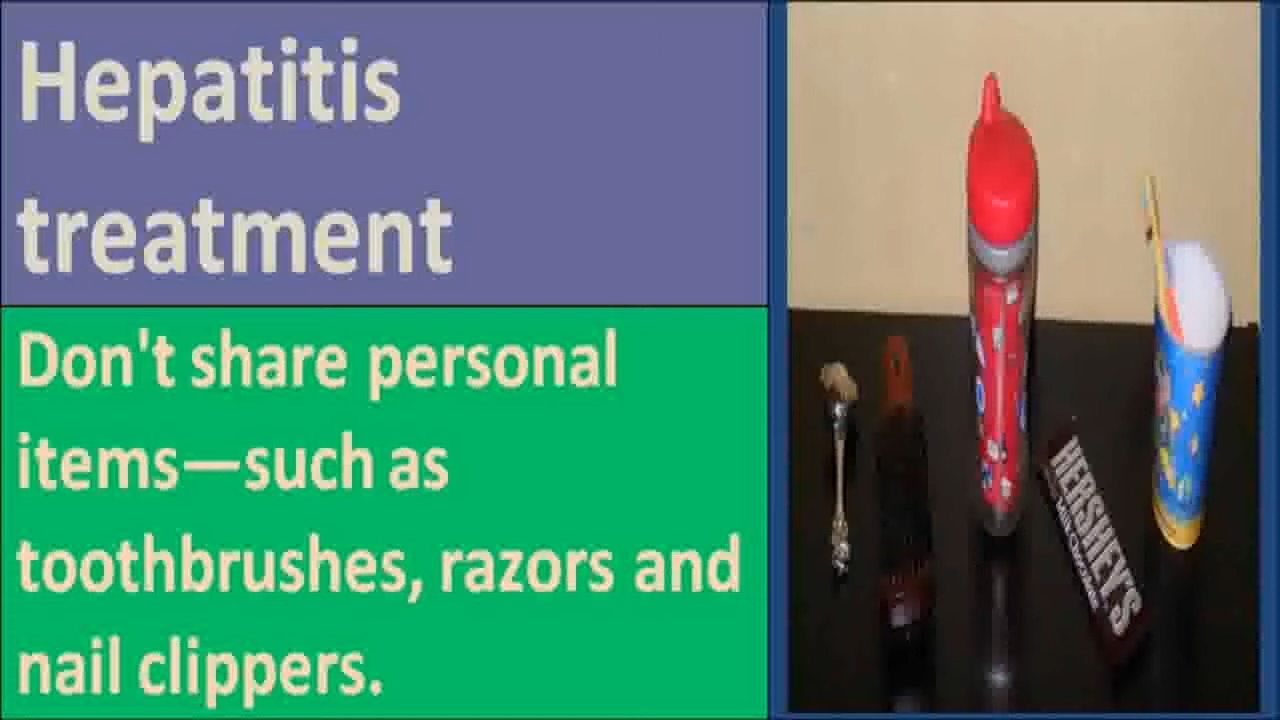 Hepatitis
treatment
Don't share personal
items—such as
toothbrushes, razors and
nail clippers.
HERSHEY'S